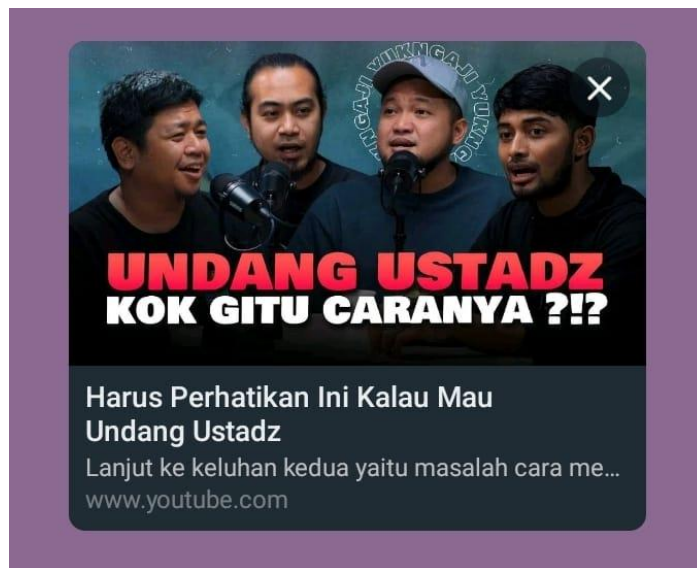 YUKNGAJI YUKNG
NGAJI
UNDANG USTADZ
KOK GITU CARANYA ?!?
Harus Perhatikan Ini Kalau Mau
Undang Ustadz
Lanjut ke keluhan kedua yaitu masalah cara me...
www.youtube.com